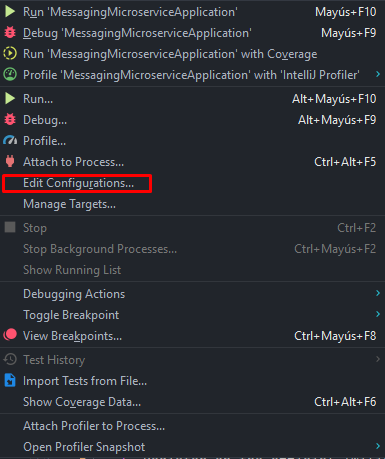 Run 'MessagingMicroserviceApplication' Mayús+F10
Debug 'MessagingMicroserviceApplication' Mayús+F9
Run 'MessagingMicroserviceApplication' with Coverage
Profile 'MessagingMicroserviceApplication' with 'IntelliJ Profiler'
Run... Alt+Mayús+F10
Debug... Alt+Mayús+F9
Profile...
Attach to Process... Ctrl+Alt+F5
Edit Configurations...
Manage Targets...
Stop Ctrl+F2
Stop Background Processes... Ctrl+Mayús+F2
Show Running List
Debugging Actions
Toggle Breakpoint
View Breakpoints... Ctrl+Mayús+F8
Test History
Import Tests from File...
Show Coverage Data... Ctrl+Alt+F6
Attach Profiler to Process...
Open Profiler Snapshot